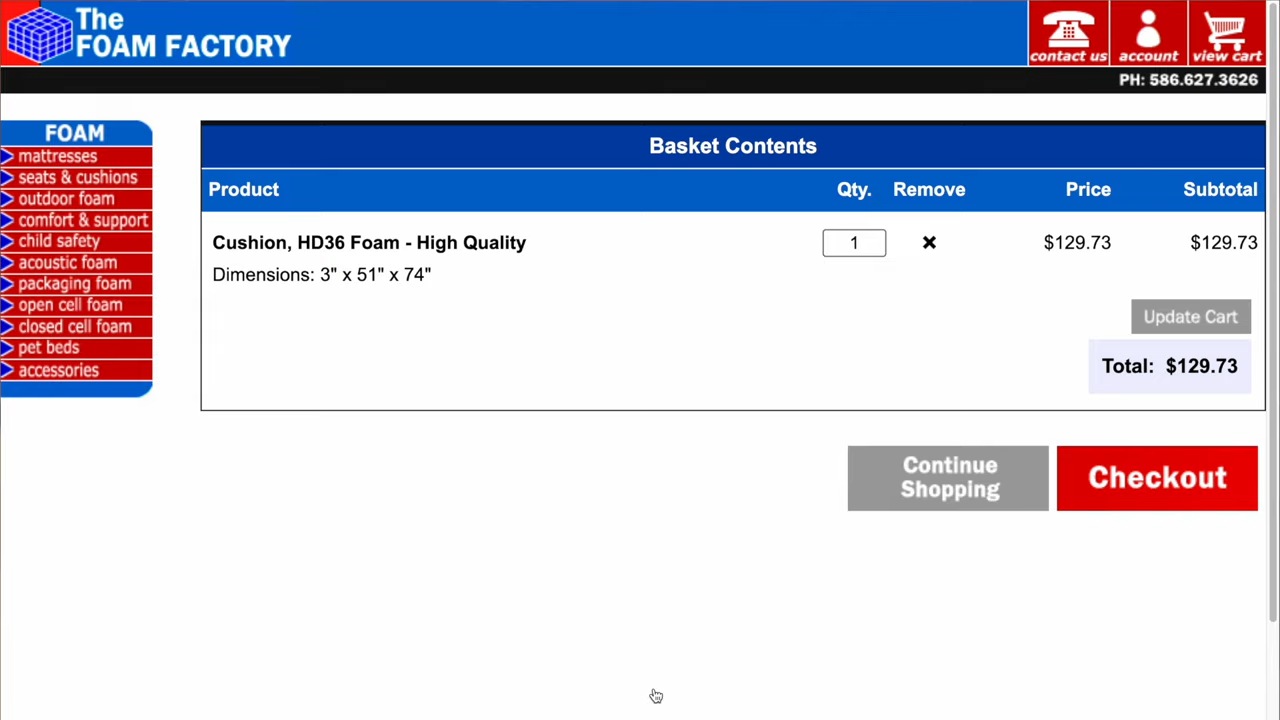 The
FOAM FACTORY
contact us
account
view cart
PH: 586.627.3626
FOAM
mattresses
seats & cushions
outdoor foam
comfort & support
child safety
acoustic foam
packaging foam
open cell foam
closed cell foam
pet beds
accessories
Basket Contents
Product Qty. Remove Price Subtotal
Cushion, HD36 Foam - High Quality 1 $129.73 $129.73
Dimensions: 3" x 51" x 74"
Update Cart
Total: $129.73
Continue
Shopping
Checkout